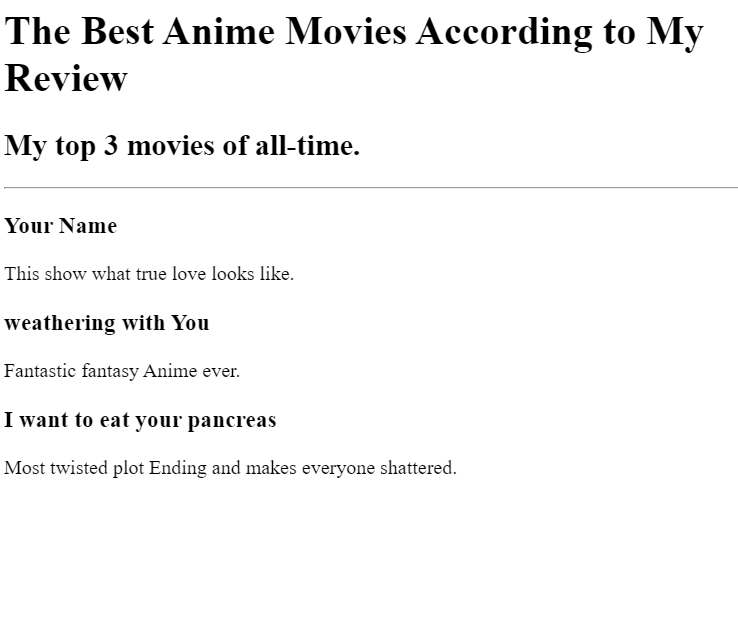 The Best Anime Movies According to My
Review
My top 3 movies of all-time.
Your Name
This show what true love looks like.
weathering with You
Fantastic fantasy Anime ever.
I want to eat your pancreas
Most twisted plot Ending and makes everyone shattered.